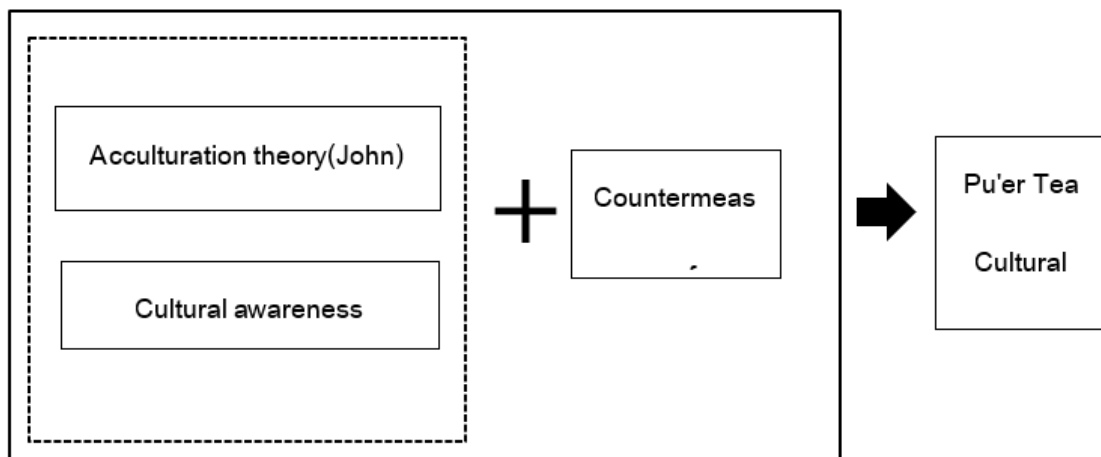 Acculturation theory(John)
Cultural awareness
Countermeas
Pu'er Tea
Cultural